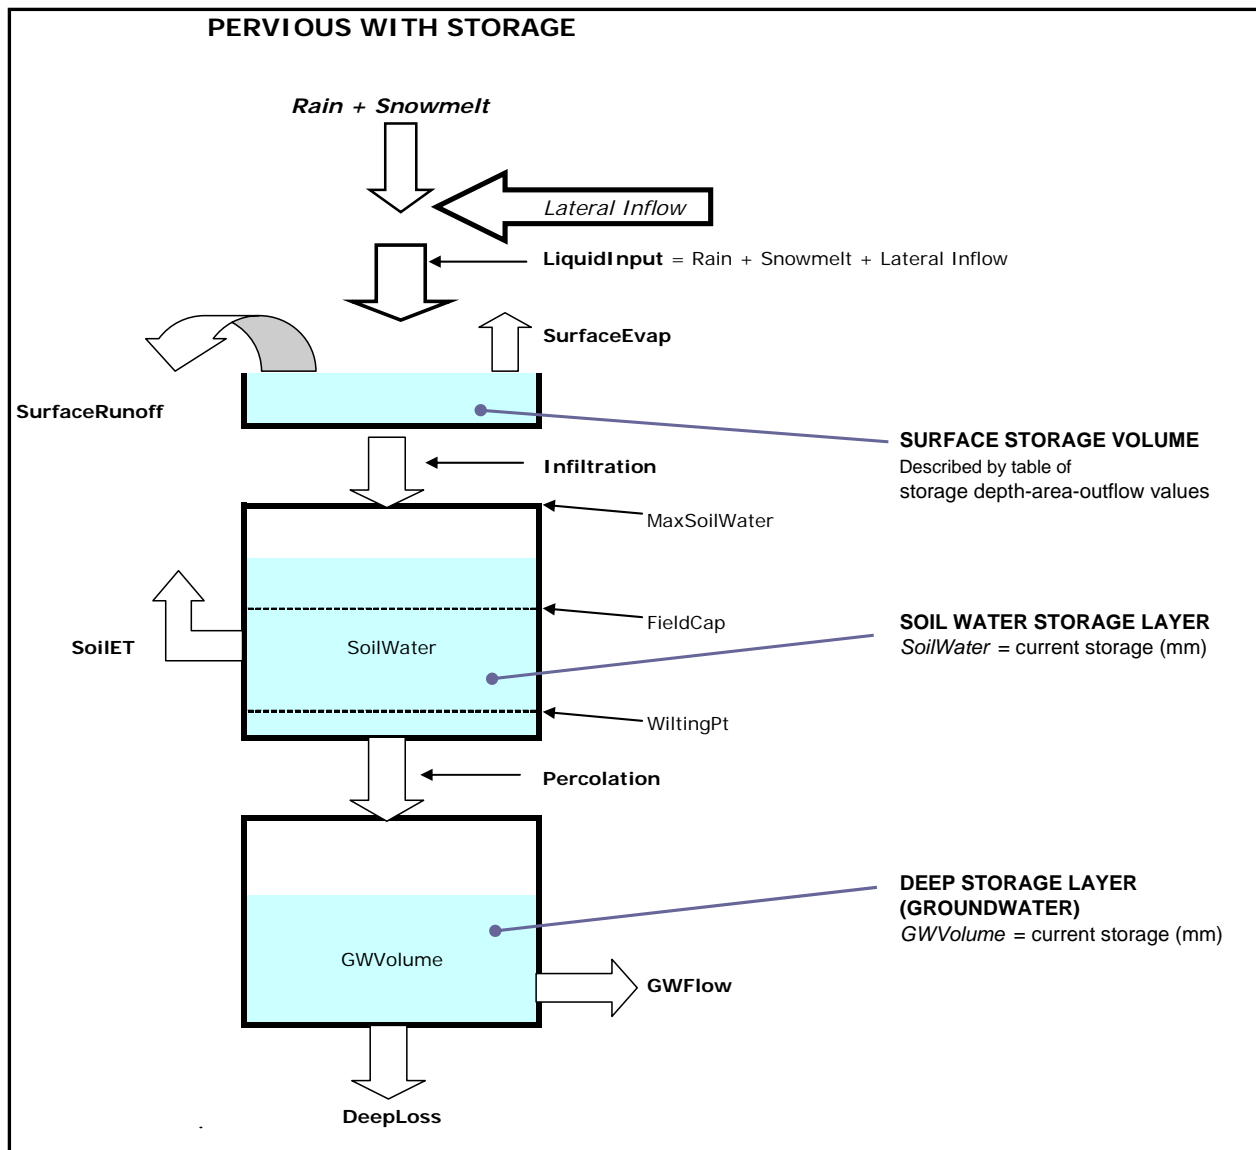 PERVIOUS WITH STORAGE
Rain + Snowmelt
Lateral Inflow
LiquidInput = Rain + Snowmelt + Lateral Inflow
SurfaceEvap
SurfaceRunoff
SURFACE STORAGE VOLUME
Described by table of
storage depth-area-outflow values
Infiltration
MaxSoilWater
FieldCap
SOIL WATER STORAGE LAYER
SoilWater = current storage (mm)
SoilET
SoilWater
WiltingPt
Percolation
DEEP STORAGE LAYER
(GROUNDWATER)
GWVolume = current storage (mm)
GWVolume
GWFlow
DeepLoss